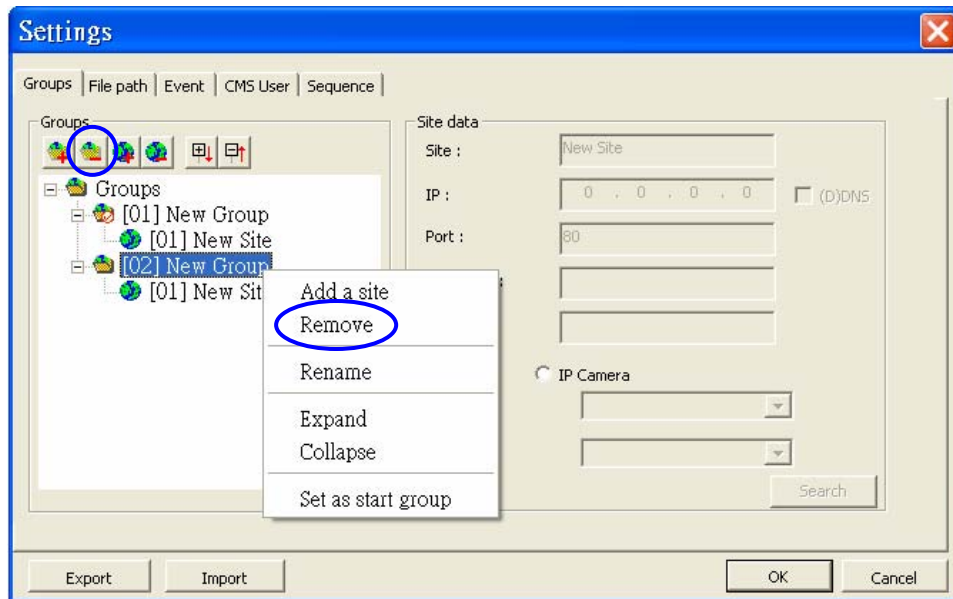 Settings
Groups File path Event CMS User Sequence
Groups
Groups
[01] New Group
[01] New Site
[02] New Group
[01] New Sit
Add a site
Remove
Rename
Expand
Collapse
Set as start group
Site data
Site : New Site
IP : 0 . 0 . 0 . 0 (D)DNS
Port : 80
:
IP Camera
Search
Export Import OK Cancel